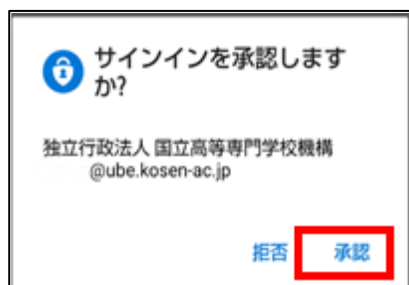 サインインを承認します
か?
独立行政法人 国立高等専門学校機構
@ube.kosen-ac.jp
拒否 承認